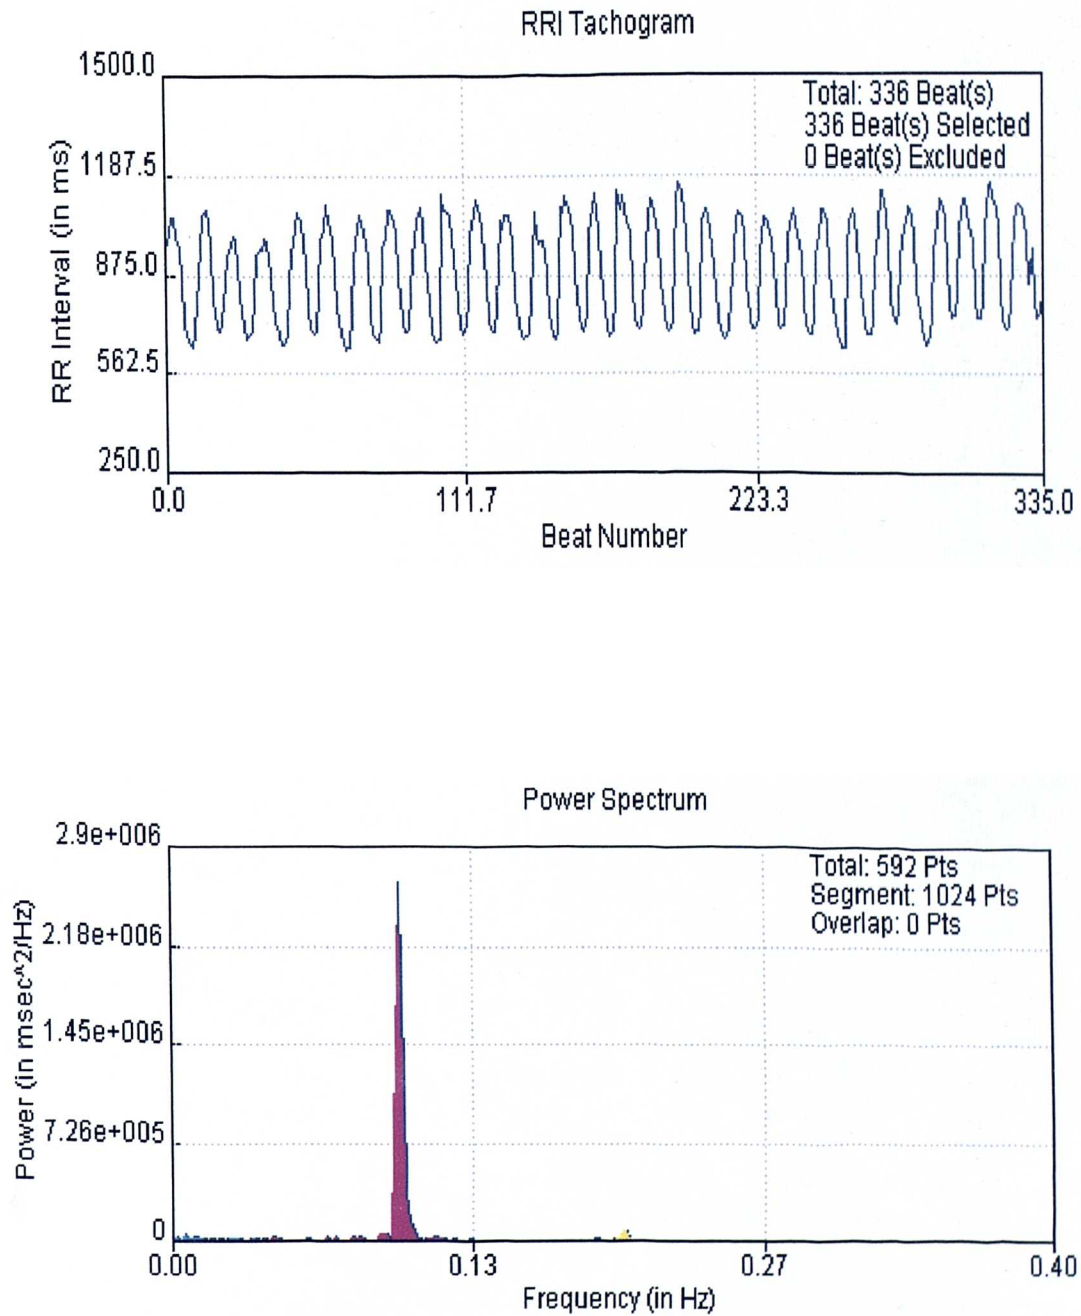 RRI Tachogram
1500.0
1187.5
875.0
562.5
250.0
RR Interval (in ms)
Total: 336 Beat(s)
336 Beat(s) Selected
0 Beat(s) Excluded
0.0 111.7 223.3 335.0
Beat Number
Power Spectrum
2.9e+006
2.18e+006
1.45e+006
7.26e+005
0
Power (in msec^2/Hz)
Total: 592 Pts
Segment: 1024 Pts
Overlap: 0 Pts
0.00 0.13 0.27 0.40
Frequency (in Hz)